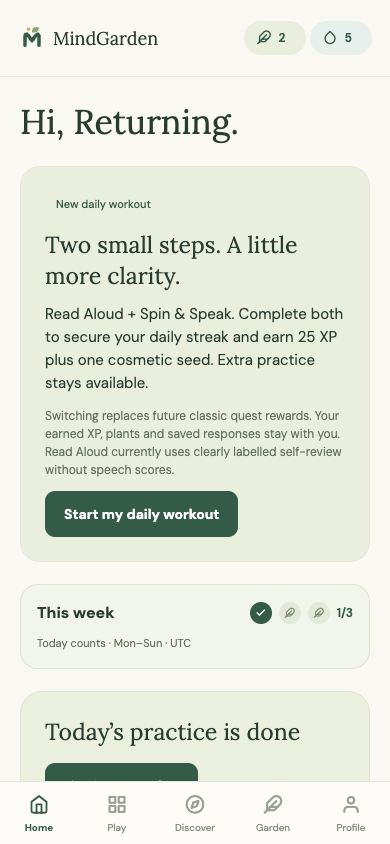 MindGarden
2
5
Hi, Returning.
New daily workout
Two small steps. A little
more clarity.
Read Aloud + Spin & Speak. Complete both
to secure your daily streak and earn 25 XP
plus one cosmetic seed. Extra practice
stays available.
Switching replaces future classic quest rewards. Your
earned XP, plants and saved responses stay with you.
Read Aloud currently uses clearly labelled self-review
without speech scores.
Start my daily workout
This week
1/3
Today counts · Mon–Sun · UTC
Today’s practice is done
Home
Play
Discover
Garden
Profile